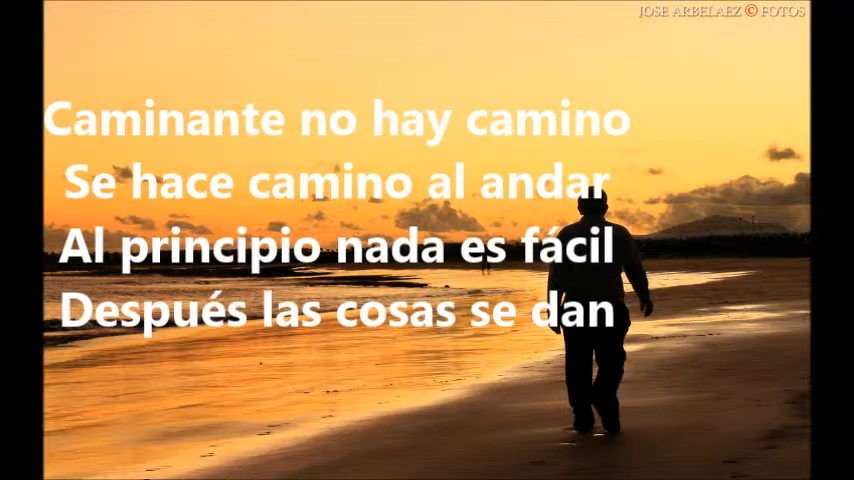 JOSE ARBELAEZ © FOTOS
Caminante no hay camino
Se hace camino al andar
Al principio nada es fácil
Después las cosas se dan